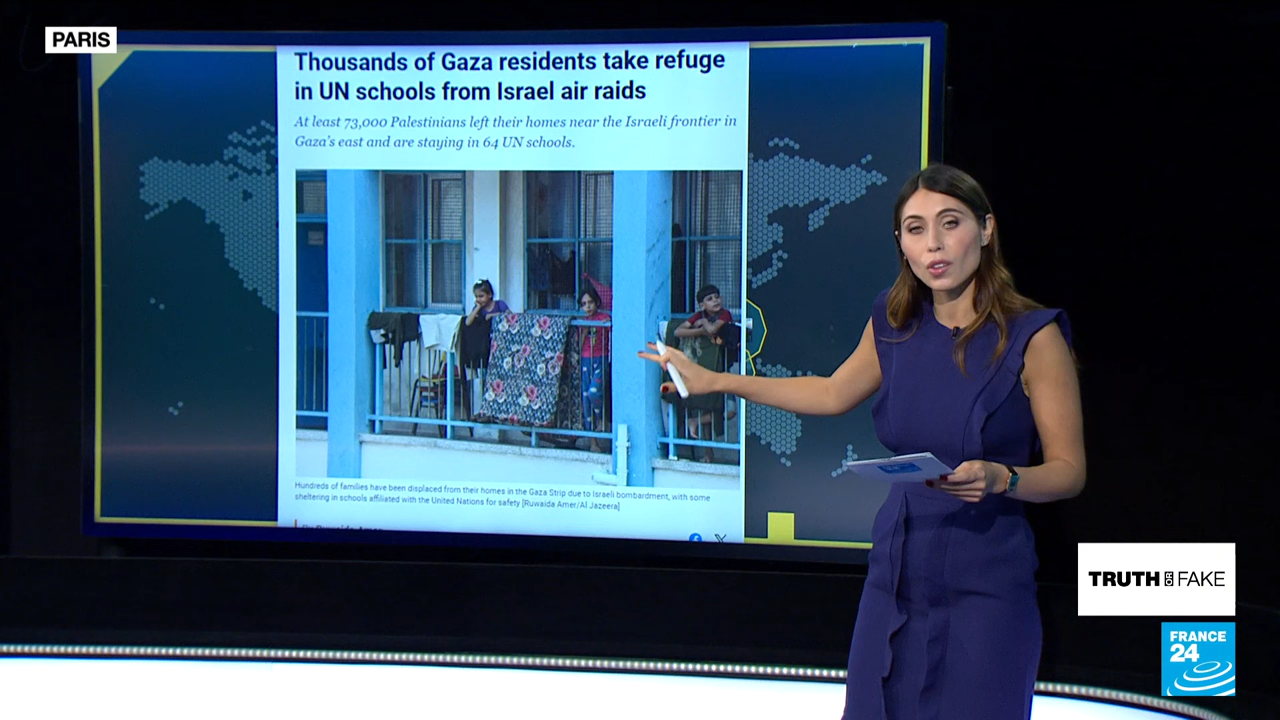 PARIS
Thousands of Gaza residents take refuge
in UN schools from Israel air raids
At least 73,000 Palestinians left their homes near the Israeli frontier in
Gaza's east and are staying in 64 UN schools.
Hundreds of families have been displaced from their homes in the Gaza Strip due to Israeli bombardment, with some
sheltering in schools affiliated with the United Nations for safety [Ruwaida Amer/Al Jazeera]
TRUTH OR FAKE
FRANCE
24